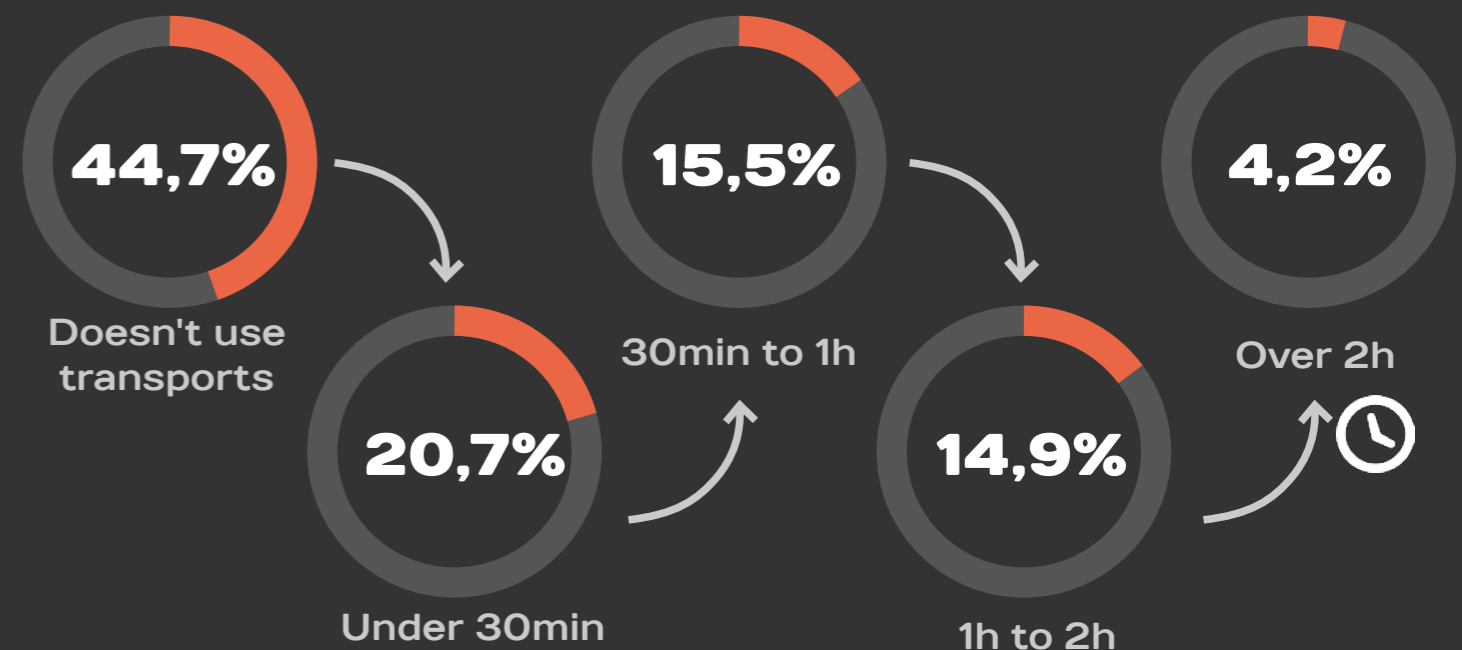 44,7%
Doesn't use
transports
20,7%
Under 30min
15,5%
30min to 1h
14,9%
1h to 2h
4,2%
Over 2h